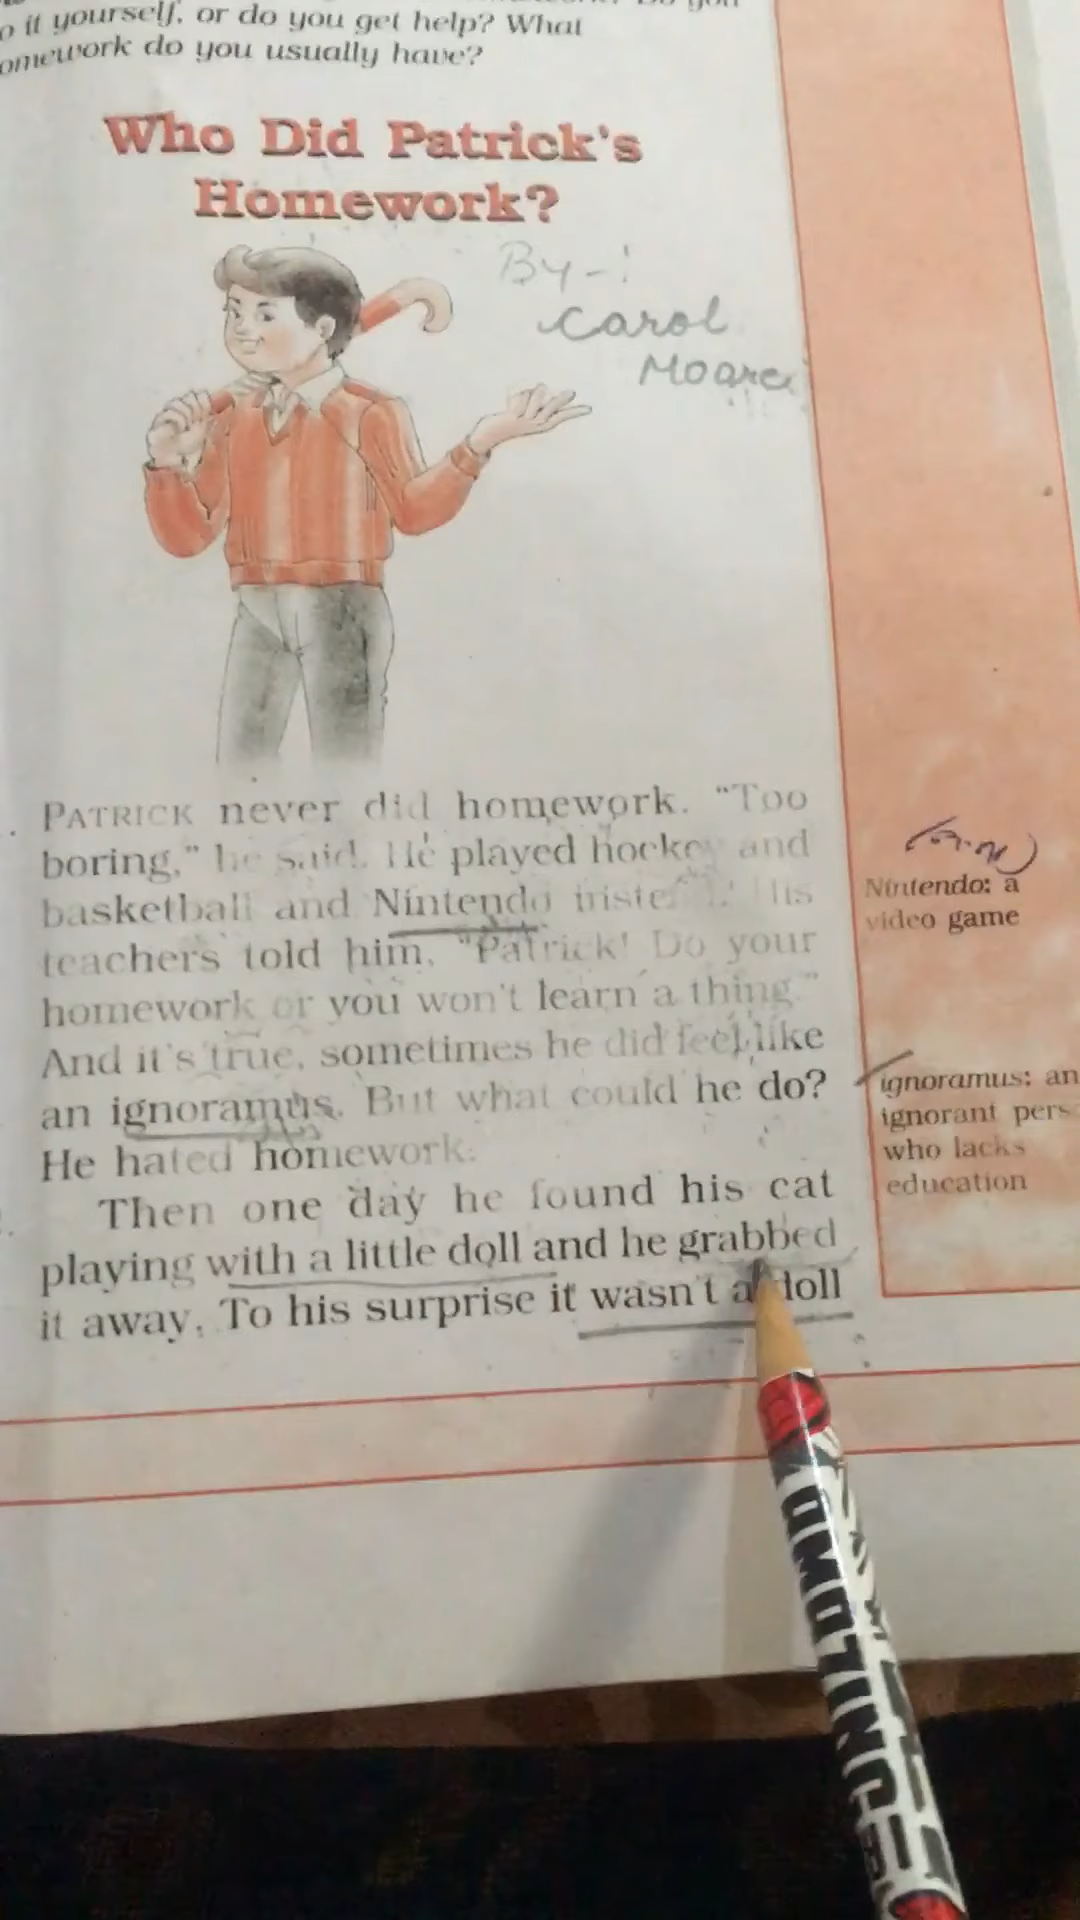 o it yourself, or do you get help? What
omework do you usually have?
Who Did Patrick's
Homework?
By-:
Carol
Moare
PATRICK never did homework. "Too
boring," he said. He played hockey and
basketball and Nintendo instead. His
teachers told him, "Patrick! Do your
homework or you won't learn a thing."
And it's true, sometimes he did feel like
an ignoramus. But what could he do?
He hated homework.
Then one day he found his cat
playing with a little doll and he grabbed
it away. To his surprise it wasn't a doll
Nintendo: a
video game
ignoramus: an
ignorant pers
who lacks
education